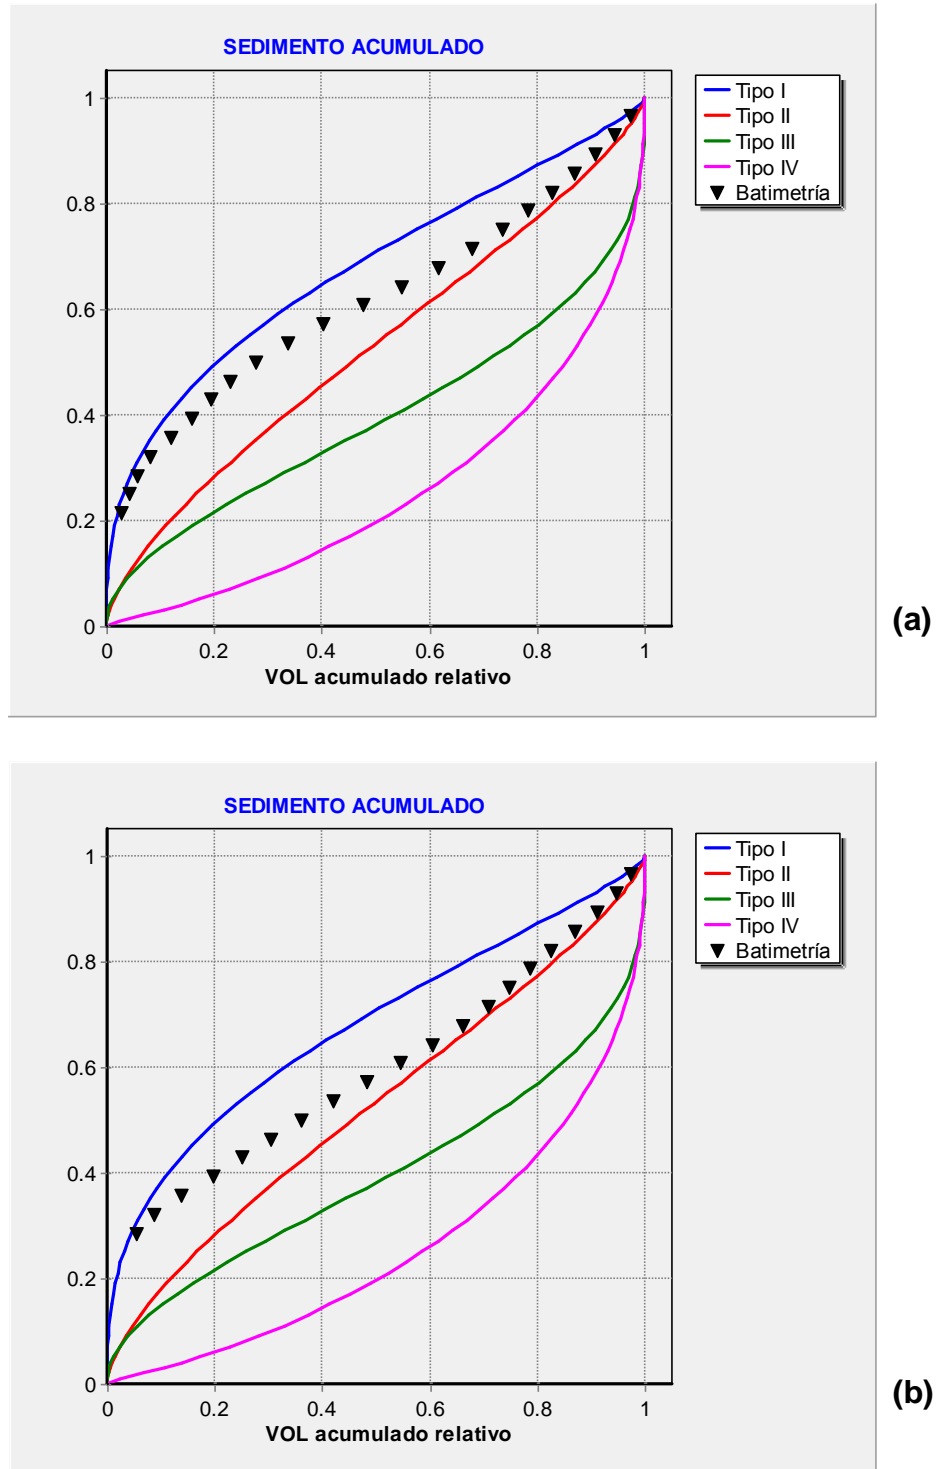 SEDIMENTO ACUMULADO
1
0.8
0.6
0.4
0.2
0
0 0.2 0.4 0.6 0.8 1
VOL acumulado relativo
Tipo I
Tipo II
Tipo III
Tipo IV
Batimetría
(a)
SEDIMENTO ACUMULADO
1
0.8
0.6
0.4
0.2
0
0 0.2 0.4 0.6 0.8 1
VOL acumulado relativo
Tipo I
Tipo II
Tipo III
Tipo IV
Batimetría
(b)